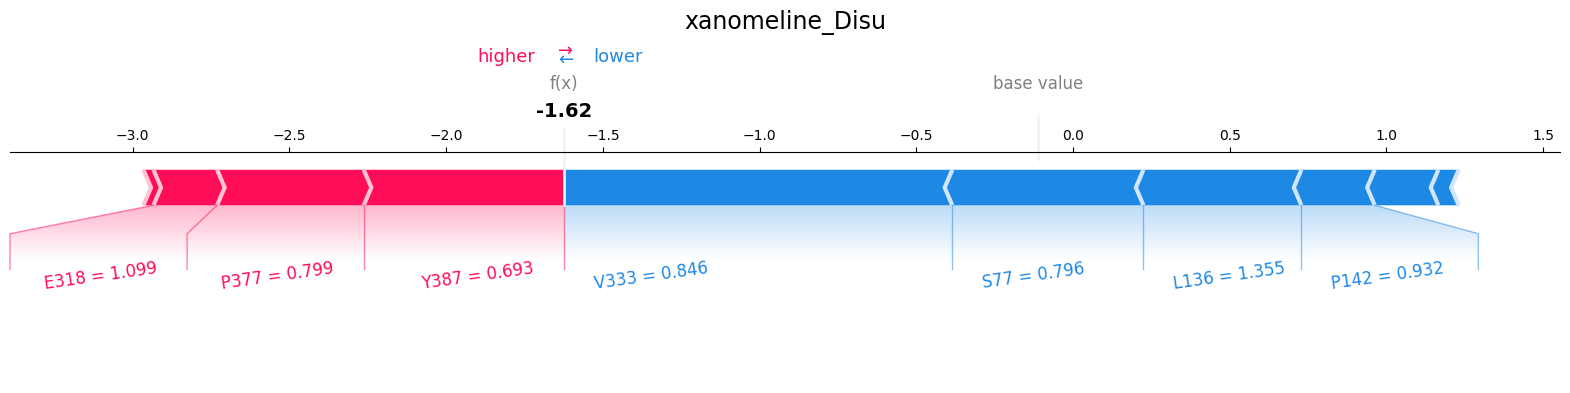 xanomeline_Disu
higher ⇄ lower
f(x) base value
-1.62
−3.0 −2.5 −2.0 −1.5 −1.0 −0.5 0.0 0.5 1.0 1.5
E318 = 1.099 P377 = 0.799 Y387 = 0.693 V333 = 0.846 S77 = 0.796 L136 = 1.355 P142 = 0.932